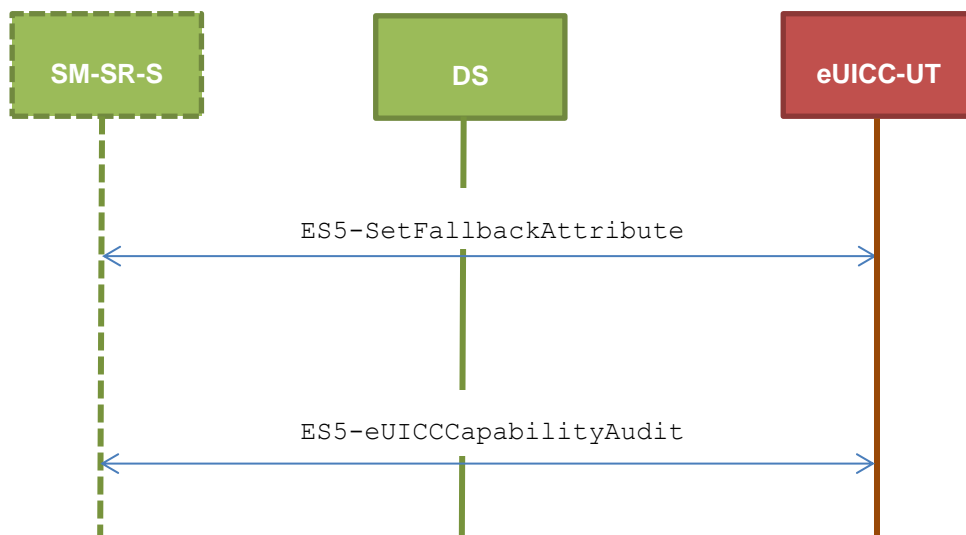 SM-SR-S
DS
eUICC-UT
ES5-SetFallbackAttribute
ES5-eUICCCapabilityAudit